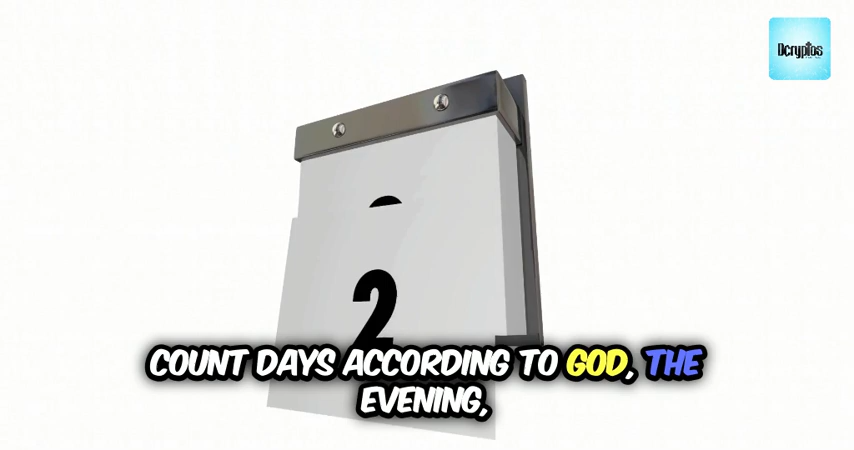 Dcryptos
2
COUNT DAYS ACCORDING TO GOD, THE
EVENING,